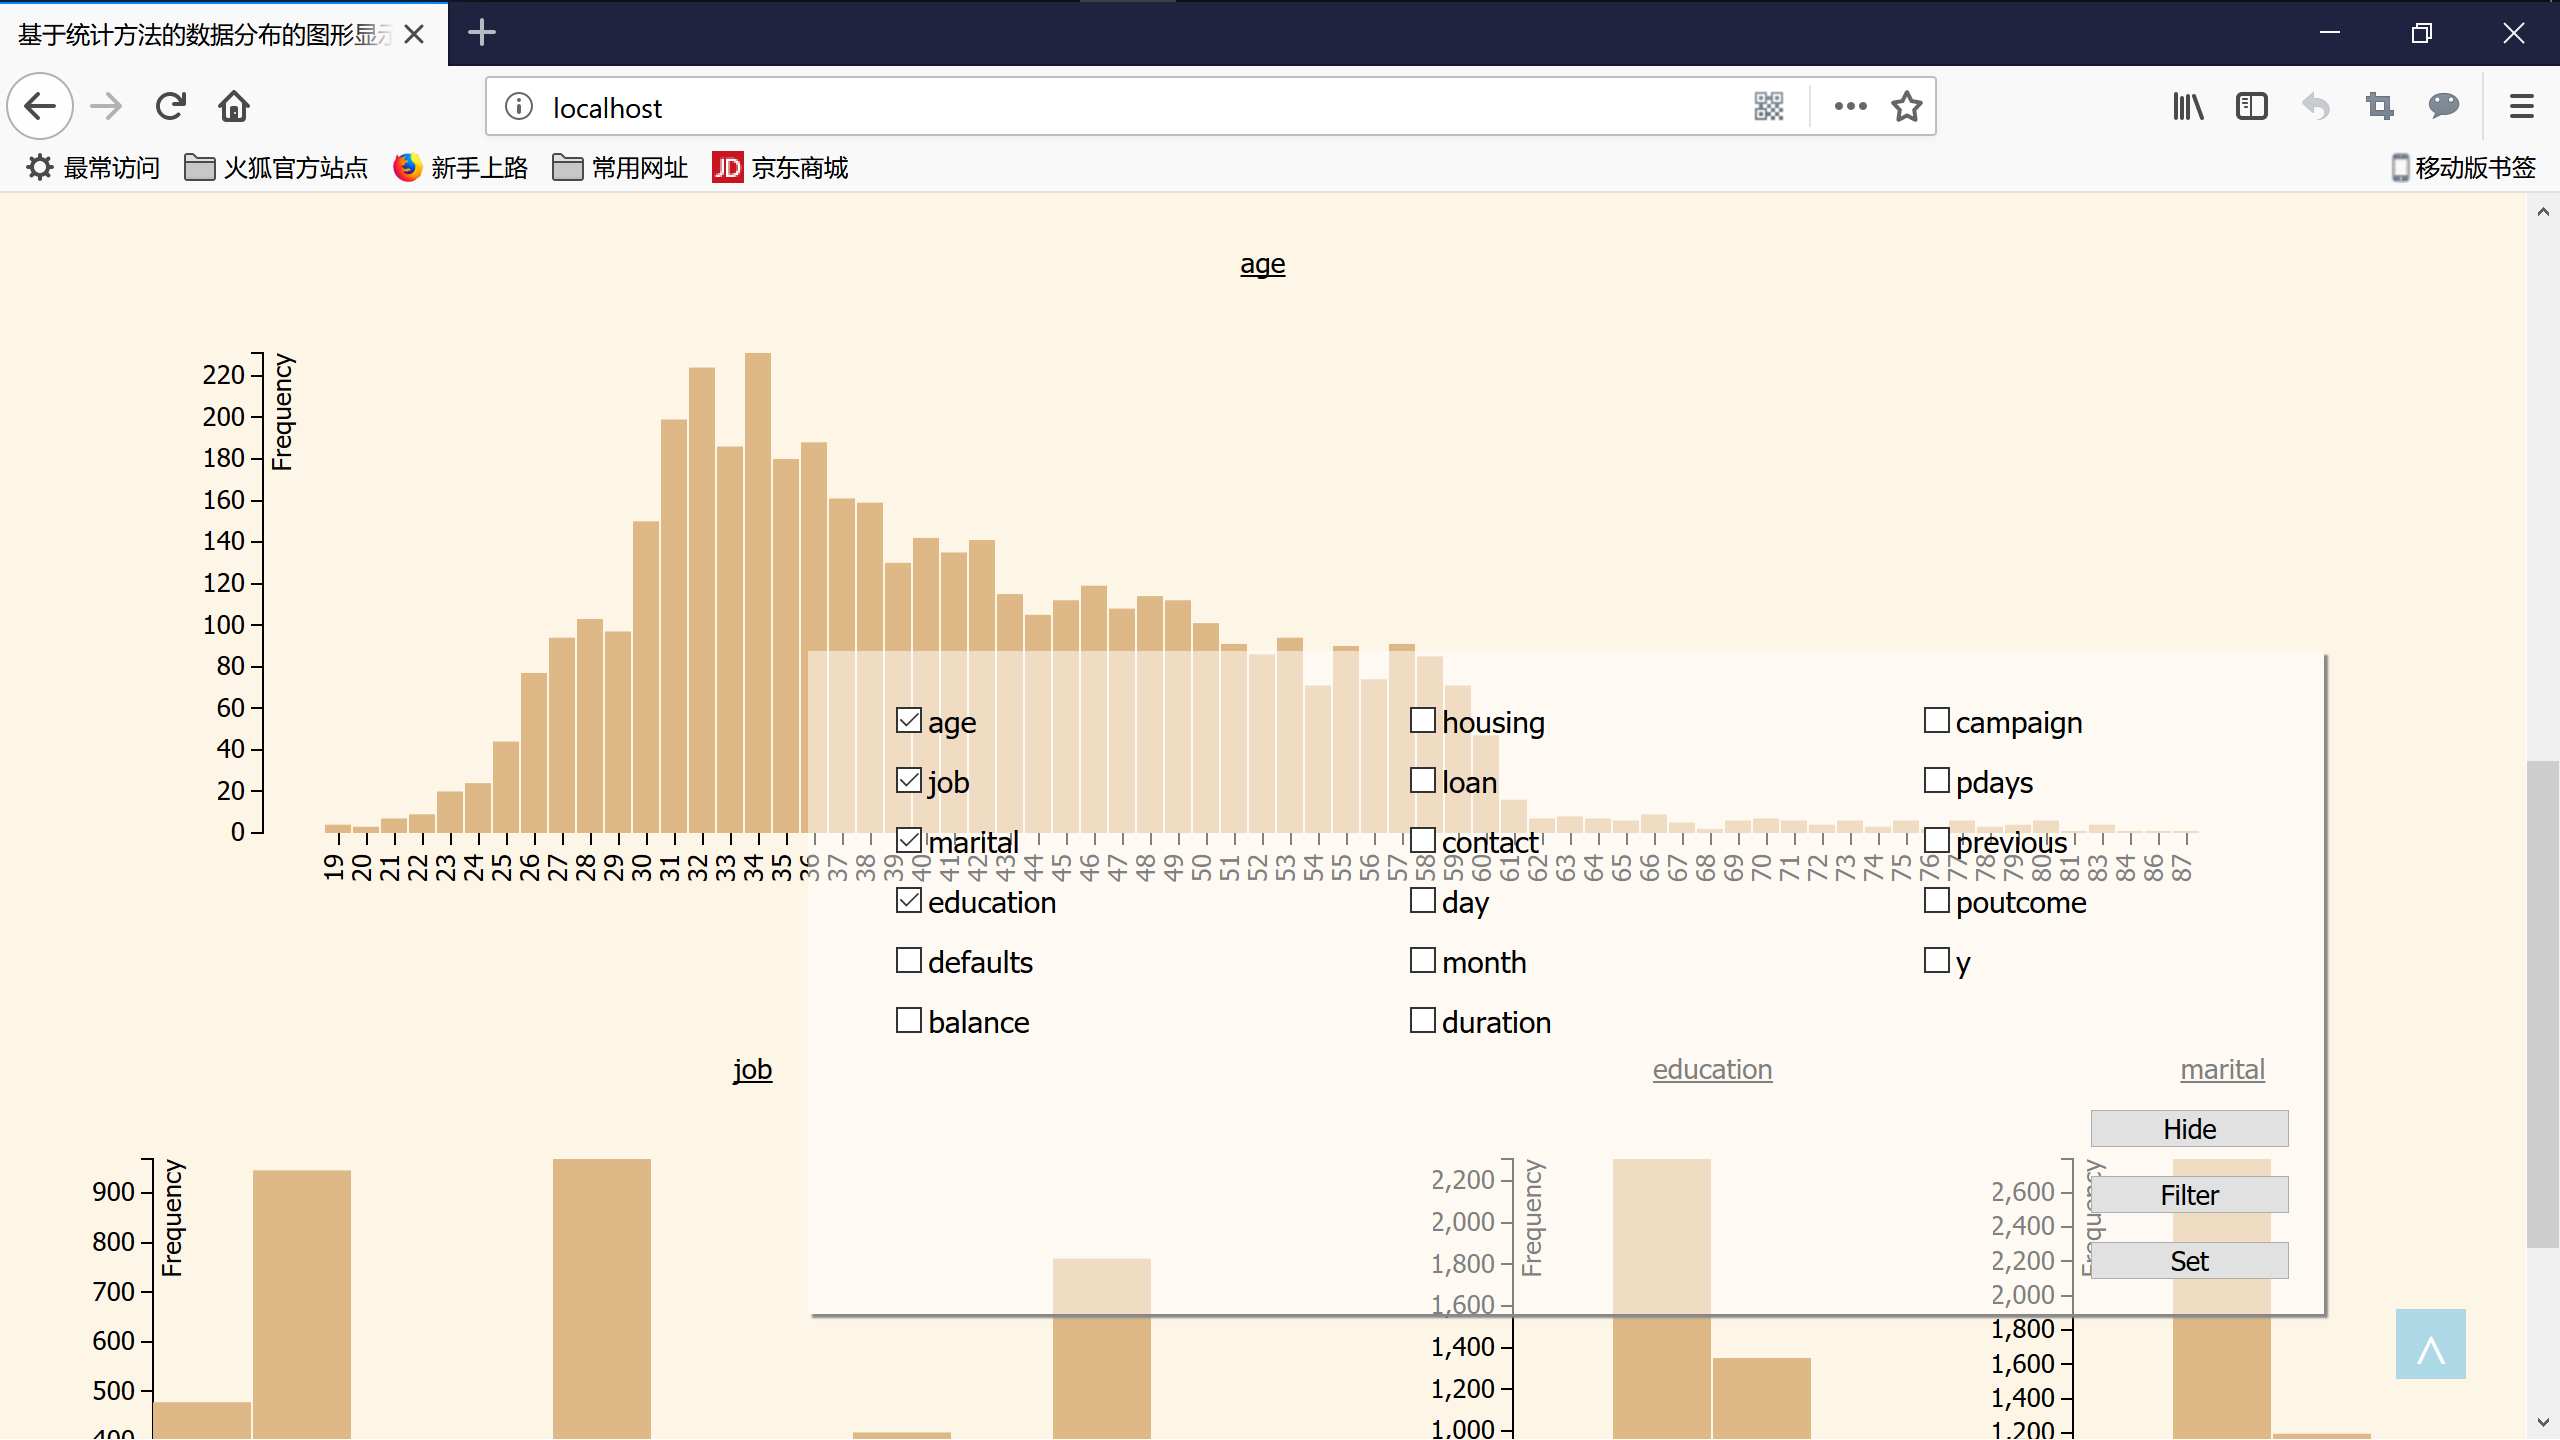 基于统计方法的数据分布的图形显示
localhost
最常访问 火狐官方站点 新手上路 常用网址 JD 京东商城 移动版书签
age
Frequency
220
200
180
160
140
120
100
80
60
40
20
0
19 20 21 22 23 24 25 26 27 28 29 30 31 32 33 34 35 36 37 38 39 40 41 42 43 44 45 46 47 48 49 50 51 52 53 54 55 56 57 58 59 60 61 62 63 64 65 66 67 68 69 70 71 72 73 74 75 76 77 78 79 80 81 83 84 86 87
age housing campaign
job loan pdays
marital contact previous
education day poutcome
defaults month y
balance duration
job education marital
Hide
Filter
Set
Frequency
900
800
700
600
500
400
Frequency
2,200
2,000
1,800
1,600
1,400
1,200
1,000
Frequency
2,600
2,400
2,200
2,000
1,800
1,600
1,400
1,200